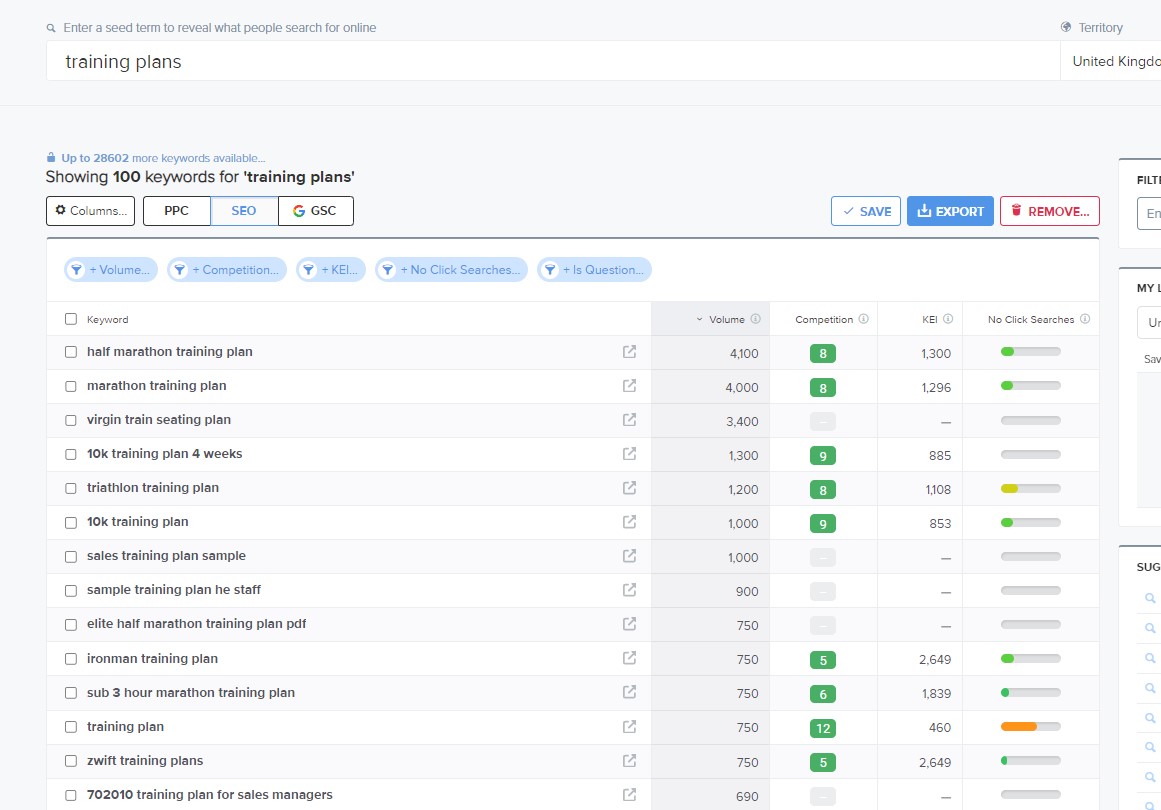 Enter a seed term to reveal what people search for online
Territory
training plans
United Kingdo
Up to 28602 more keywords available...
Showing 100 keywords for 'training plans'
Columns... PPC SEO GSC
SAVE EXPORT REMOVE...
+ Volume... + Competition... + KEI... + No Click Searches... + Is Question...
Keyword Volume Competition KEI No Click Searches
half marathon training plan 4,100 8 1,300
marathon training plan 4,000 8 1,296
virgin train seating plan 3,400 – –
10k training plan 4 weeks 1,300 9 885
triathlon training plan 1,200 8 1,108
10k training plan 1,000 9 853
sales training plan sample 1,000 – –
sample training plan he staff 900 – –
elite half marathon training plan pdf 750 – –
ironman training plan 750 5 2,649
sub 3 hour marathon training plan 750 6 1,839
training plan 750 12 460
zwift training plans 750 5 2,649
702010 training plan for sales managers 690 – –
FILTE
En
MY L
Un
Sav
SUG